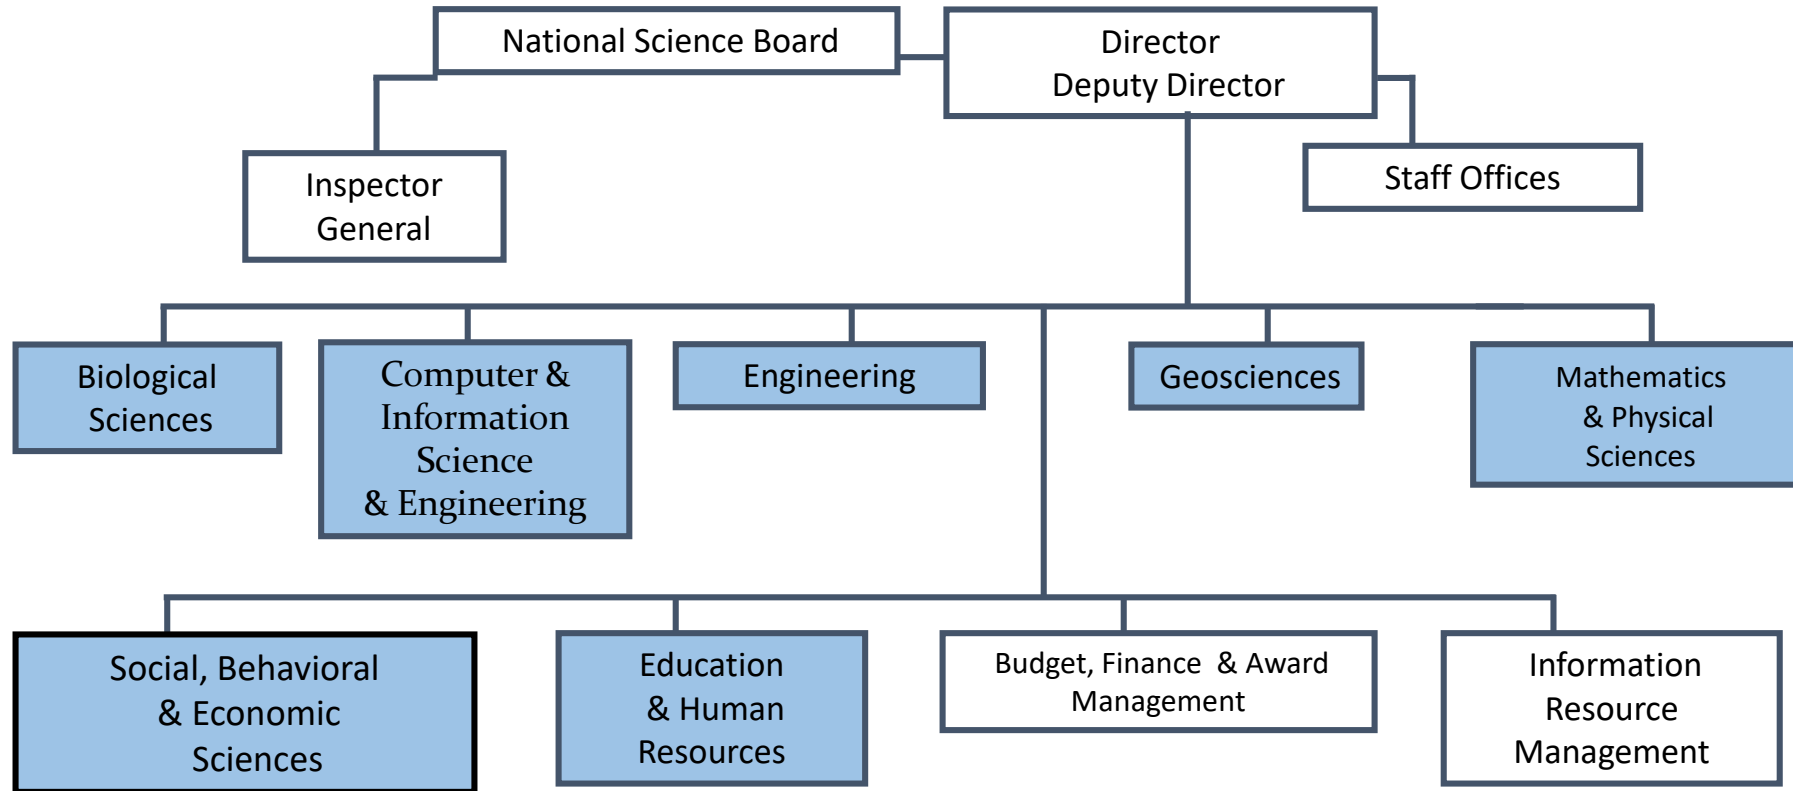 National Science Board
Director
Deputy Director
Inspector
General
Staff Offices
Biological
Sciences
Computer &
Information
Science
& Engineering
Engineering
Geosciences
Mathematics
& Physical
Sciences
Social, Behavioral
& Economic
Sciences
Education
& Human
Resources
Budget, Finance & Award
Management
Information
Resource
Management